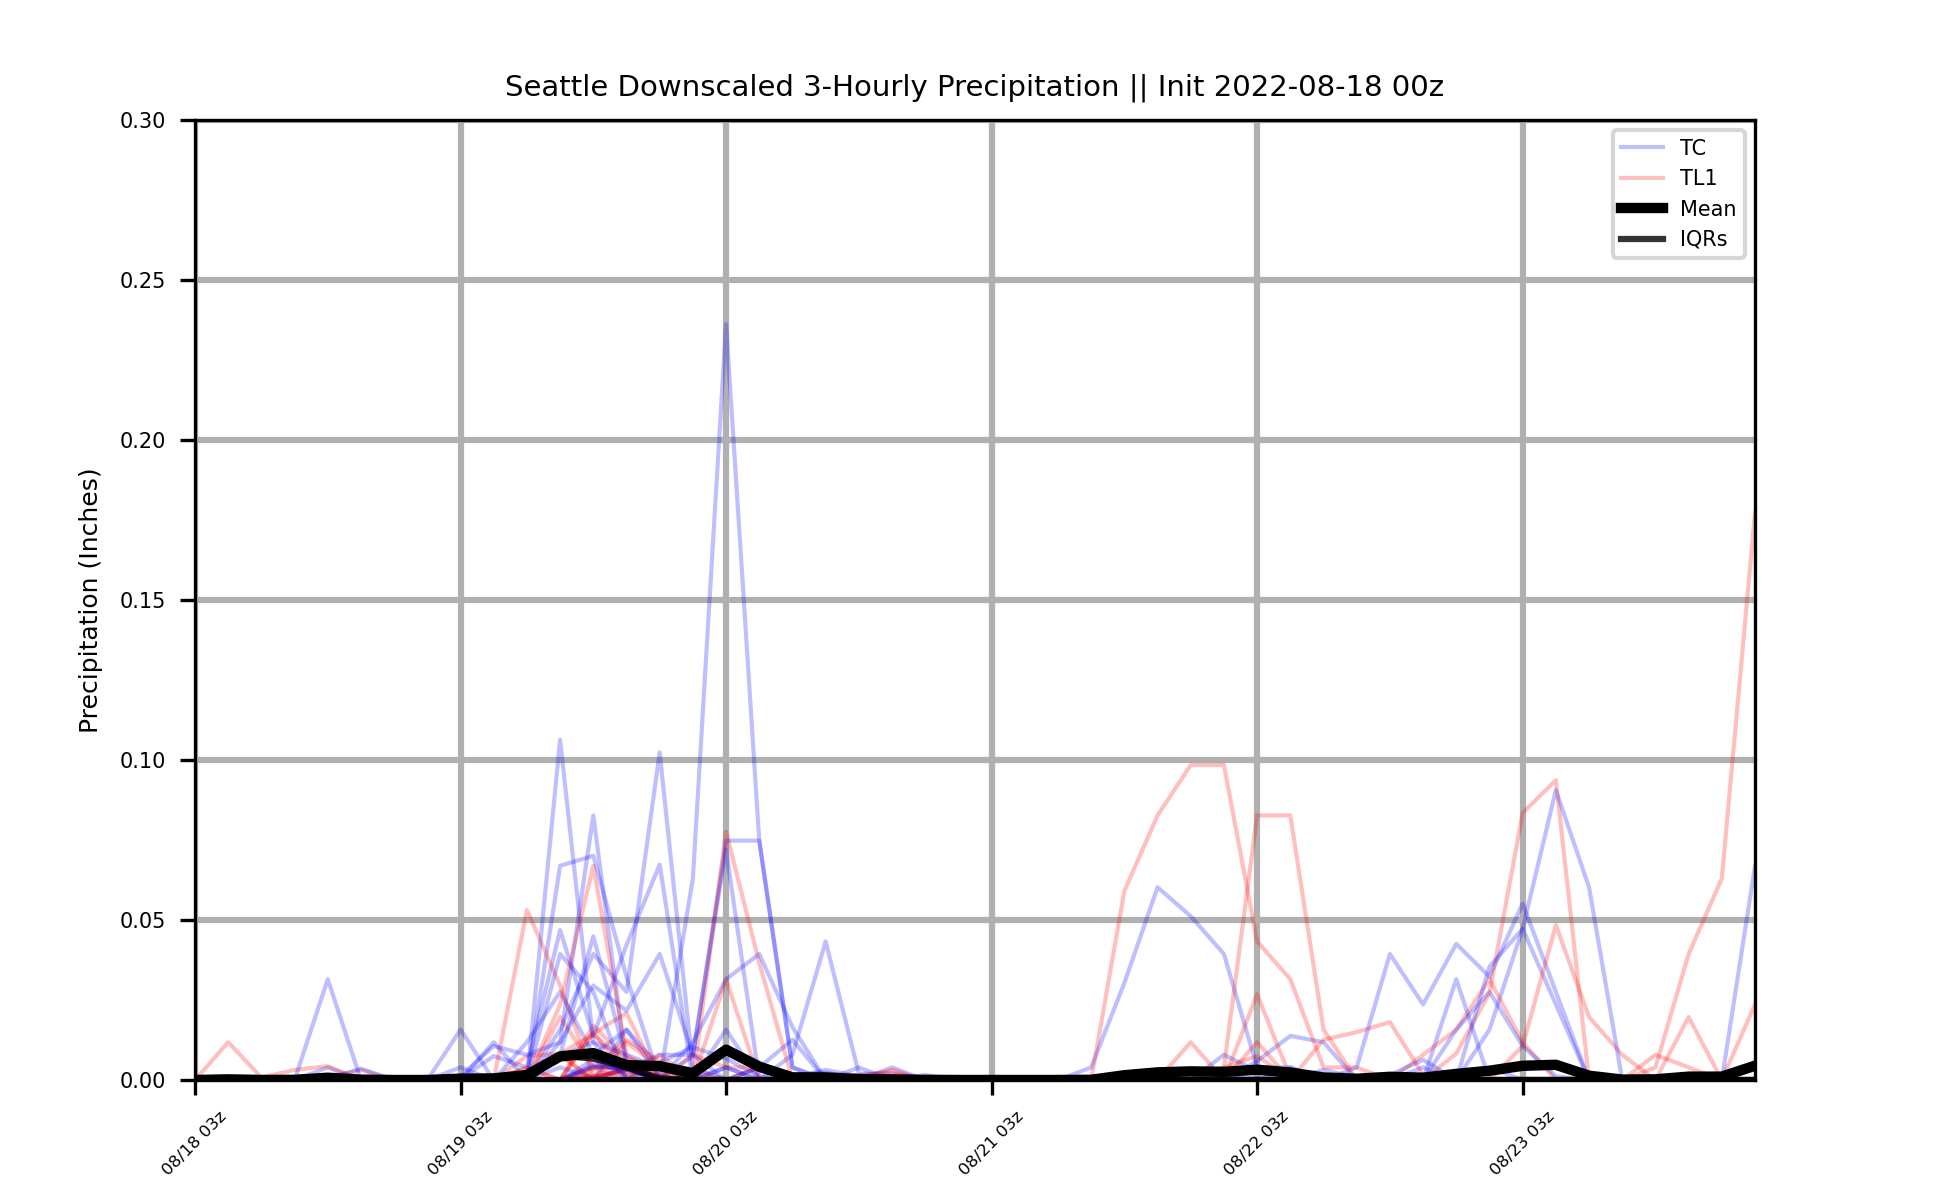 Seattle Downscaled 3-Hourly Precipitation || Init 2022-08-18 00z
TC
TL1
Mean
IQRs
Precipitation (Inches)
0.30
0.25
0.20
0.15
0.10
0.05
0.00
08/18 03z
08/19 03z
08/20 03z
08/21 03z
08/22 03z
08/23 03z